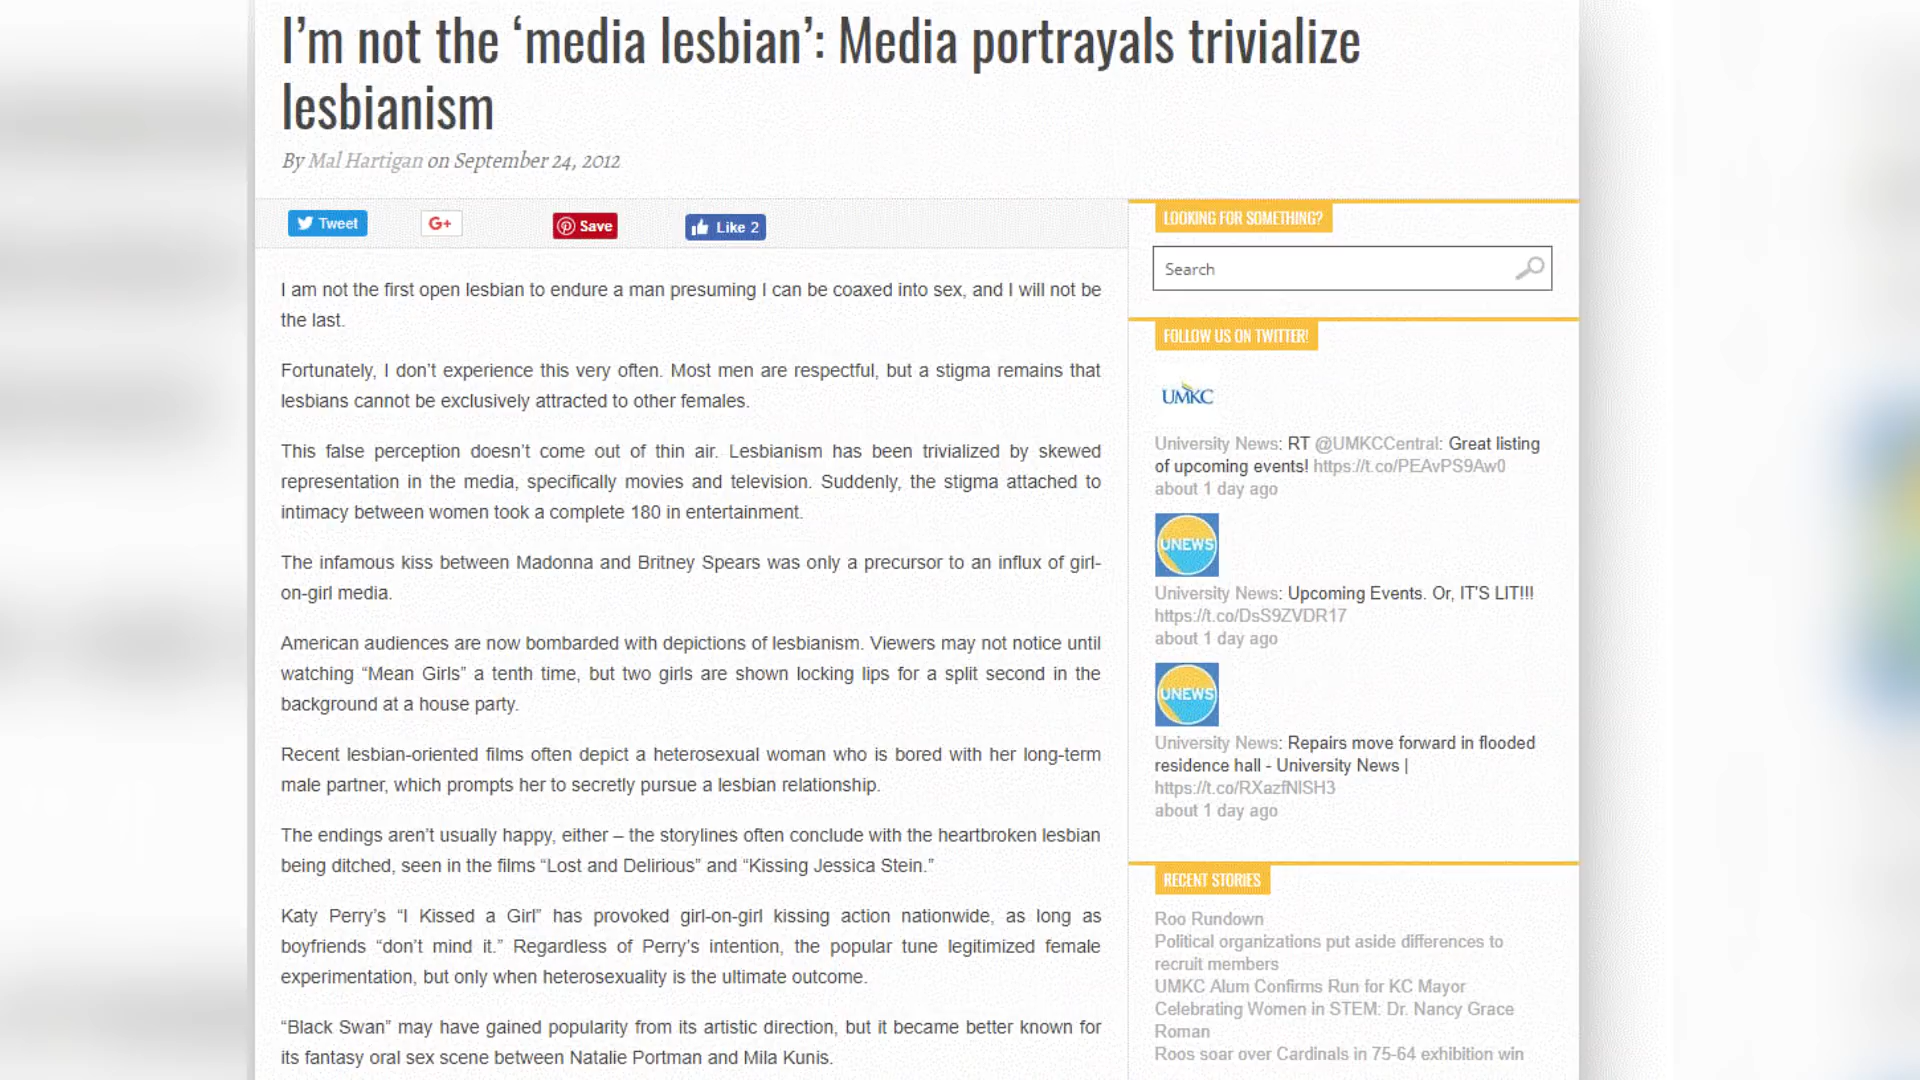 I’m not the ‘media lesbian’: Media portrayals trivialize
lesbianism
By Mal Hartigan on September 24, 2012
Tweet
G+
Save
Like 2
I am not the first open lesbian to endure a man presuming I can be coaxed into sex, and I will not be
the last.
Fortunately, I don’t experience this very often. Most men are respectful, but a stigma remains that
lesbians cannot be exclusively attracted to other females.
This false perception doesn’t come out of thin air. Lesbianism has been trivialized by skewed
representation in the media, specifically movies and television. Suddenly, the stigma attached to
intimacy between women took a complete 180 in entertainment.
The infamous kiss between Madonna and Britney Spears was only a precursor to an influx of girl-
on-girl media.
American audiences are now bombarded with depictions of lesbianism. Viewers may not notice until
watching “Mean Girls” a tenth time, but two girls are shown locking lips for a split second in the
background at a house party.
Recent lesbian-oriented films often depict a heterosexual woman who is bored with her long-term
male partner, which prompts her to secretly pursue a lesbian relationship.
The endings aren’t usually happy, either – the storylines often conclude with the heartbroken lesbian
being ditched, seen in the films “Lost and Delirious” and “Kissing Jessica Stein.”
Katy Perry’s “I Kissed a Girl” has provoked girl-on-girl kissing action nationwide, as long as
boyfriends “don’t mind it.” Regardless of Perry’s intention, the popular tune legitimized female
experimentation, but only when heterosexuality is the ultimate outcome.
“Black Swan” may have gained popularity from its artistic direction, but it became better known for
its fantasy oral sex scene between Natalie Portman and Mila Kunis.
LOOKING FOR SOMETHING?
Search
FOLLOW US ON TWITTER!
UMKC
University News: RT @UMKCCentral: Great listing
of upcoming events! https://t.co/PEAvPS9Aw0
about 1 day ago
UNEWS
University News: Upcoming Events. Or, IT'S LIT!!!
https://t.co/DsS9ZVDR17
about 1 day ago
UNEWS
University News: Repairs move forward in flooded
residence hall - University News |
https://t.co/RXazfNlSH3
about 1 day ago
RECENT STORIES
Roo Rundown
Political organizations put aside differences to
recruit members
UMKC Alum Confirms Run for KC Mayor
Celebrating Women in STEM: Dr. Nancy Grace
Roman
Roos soar over Cardinals in 75-64 exhibition win